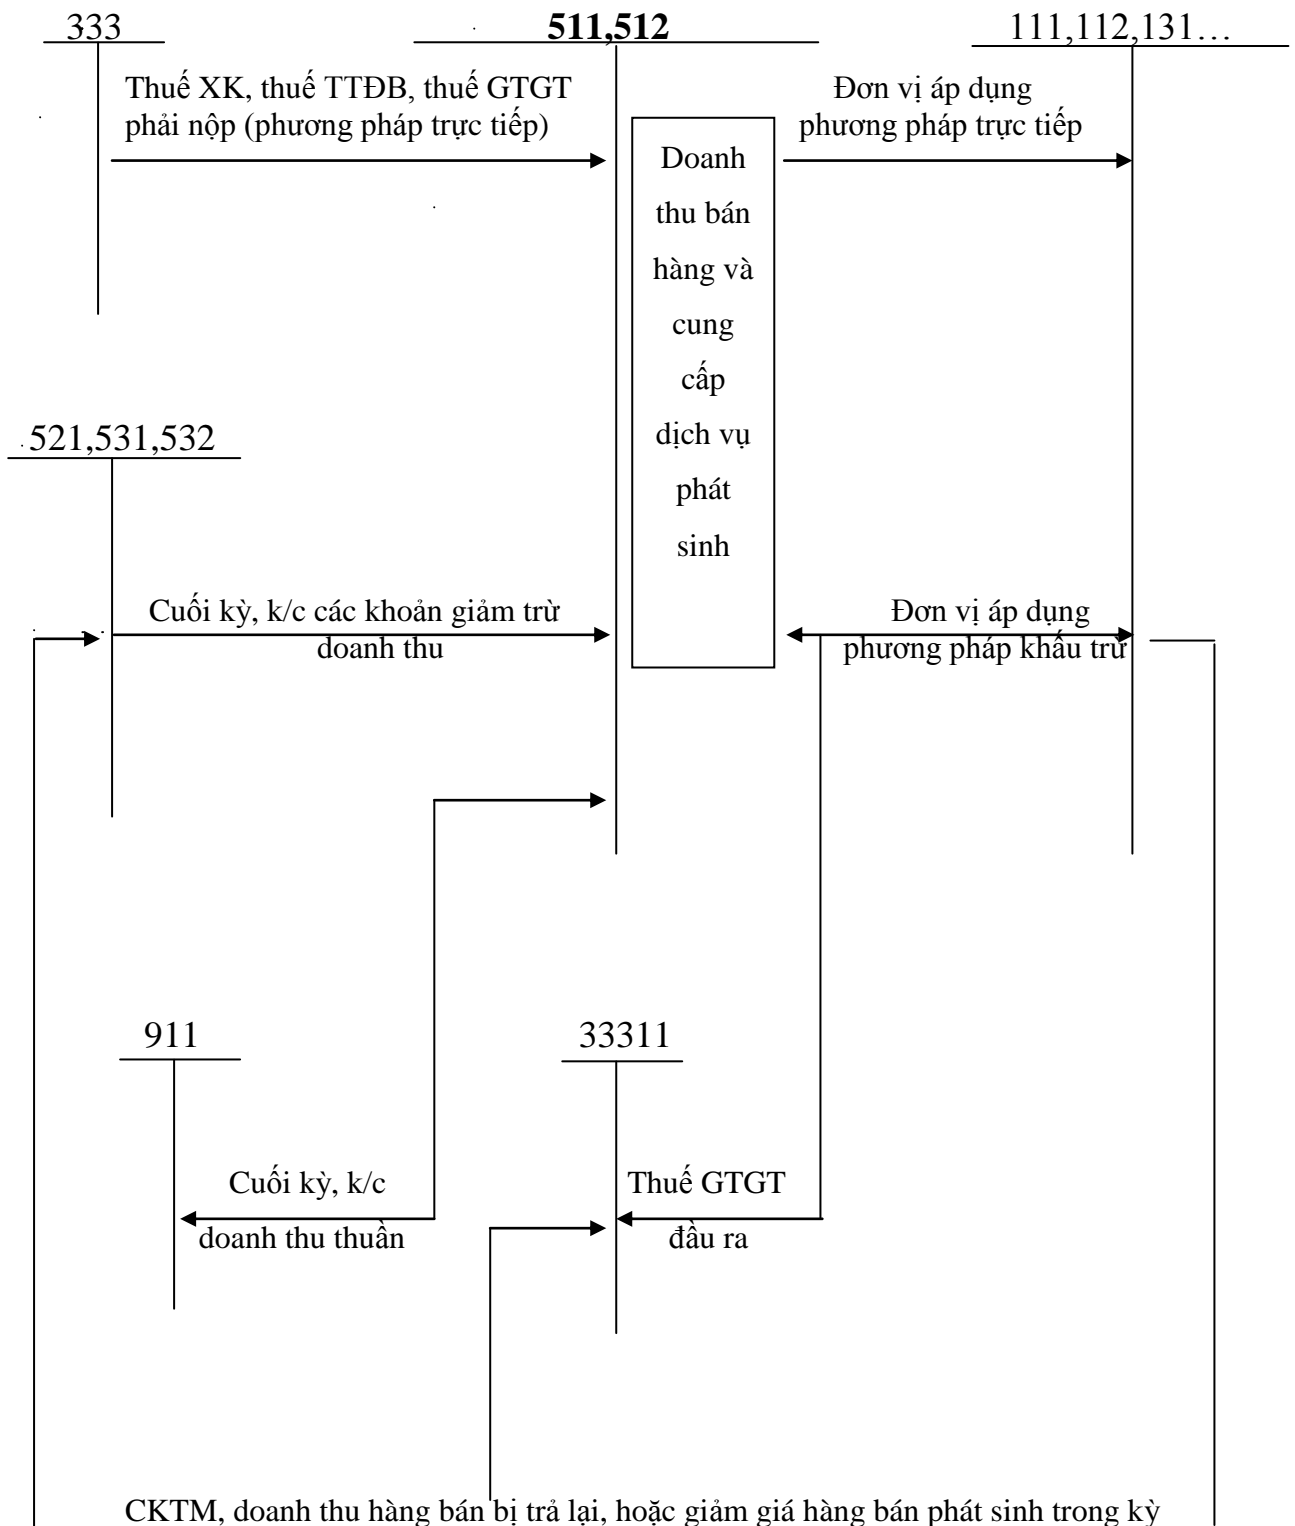 333
511,512
111,112,131…
Thuế XK, thuế TTĐB, thuế GTGT
phải nộp (phương pháp trực tiếp)
Đơn vị áp dụng
phương pháp trực tiếp
Doanh
thu bán
hàng và
cung
cấp
dịch vụ
phát
sinh
521,531,532
Cuối kỳ, k/c các khoản giảm trừ
doanh thu
Đơn vị áp dụng
phương pháp khấu trừ
911
33311
Cuối kỳ, k/c
doanh thu thuần
Thuế GTGT
đầu ra
CKTM, doanh thu hàng bán bị trả lại, hoặc giảm giá hàng bán phát sinh trong kỳ